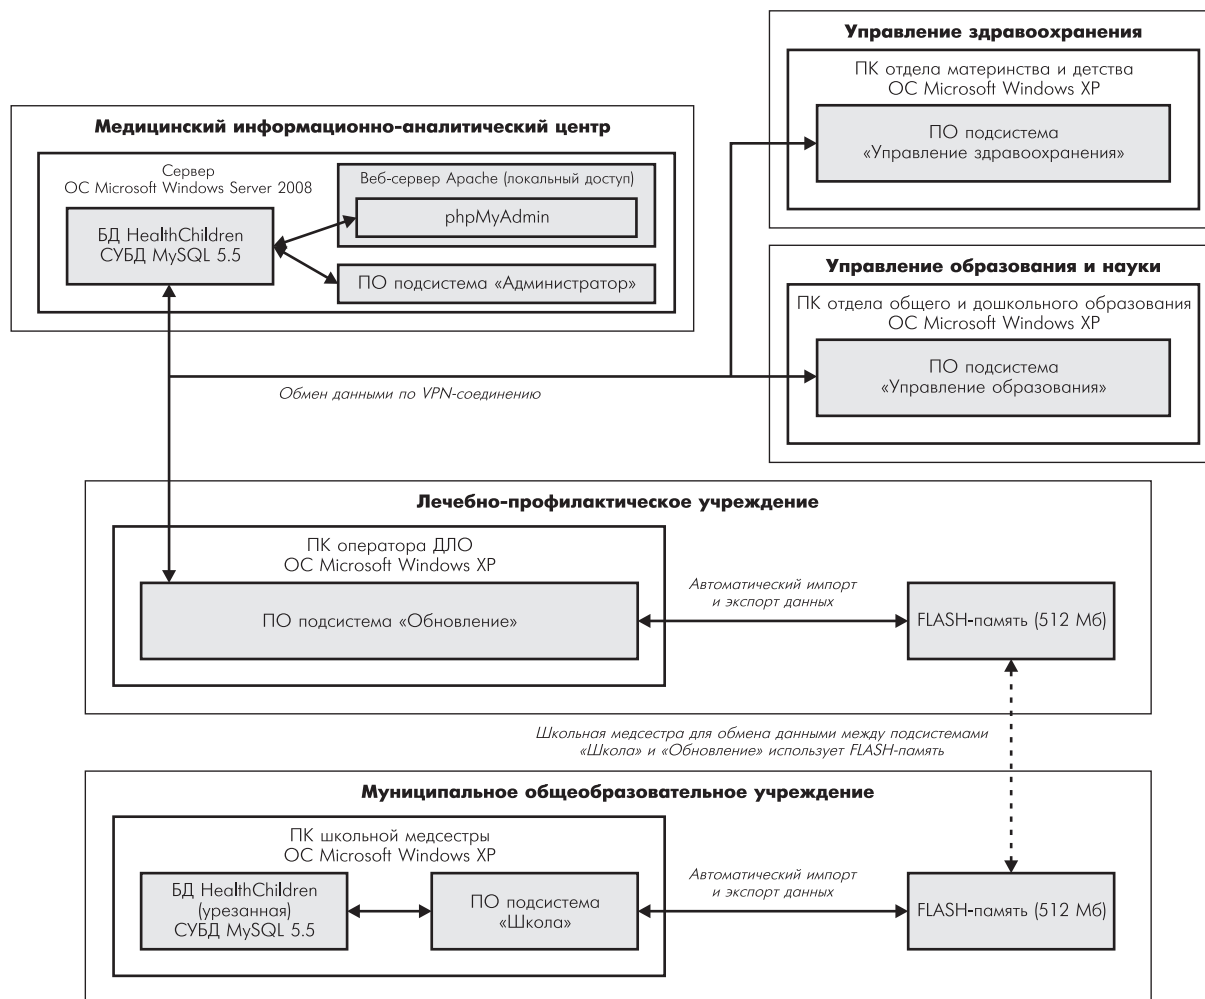 Управление здравоохранения
ПК отдела материнства и детства
ОС Microsoft Windows XP
ПО подсистема
«Управление здравоохранения»
Медицинский информационно-аналитический центр
Сервер
ОС Microsoft Windows Server 2008
БД HealthChildren
СУБД MySQL 5.5
Веб-сервер Apache (локальный доступ)
phpMyAdmin
ПО подсистема «Администратор»
Управление образования и науки
ПК отдела общего и дошкольного образования
ОС Microsoft Windows XP
ПО подсистема
«Управление образования»
Обмен данными по VPN-соединению
Лечебно-профилактическое учреждение
ПК оператора ДЛО
ОС Microsoft Windows XP
ПО подсистема «Обновление»
Автоматический импорт
и экспорт данных
FLASH-память (512 Мб)
Школьная медсестра для обмена данными между подсистемами
«Школа» и «Обновление» использует FLASH-память
Муниципальное общеобразовательное учреждение
ПК школьной медсестры
ОС Microsoft Windows XP
БД HealthChildren
(урезанная)
СУБД MySQL 5.5
ПО подсистема
«Школа»
Автоматический импорт
и экспорт данных
FLASH-память (512 Мб)